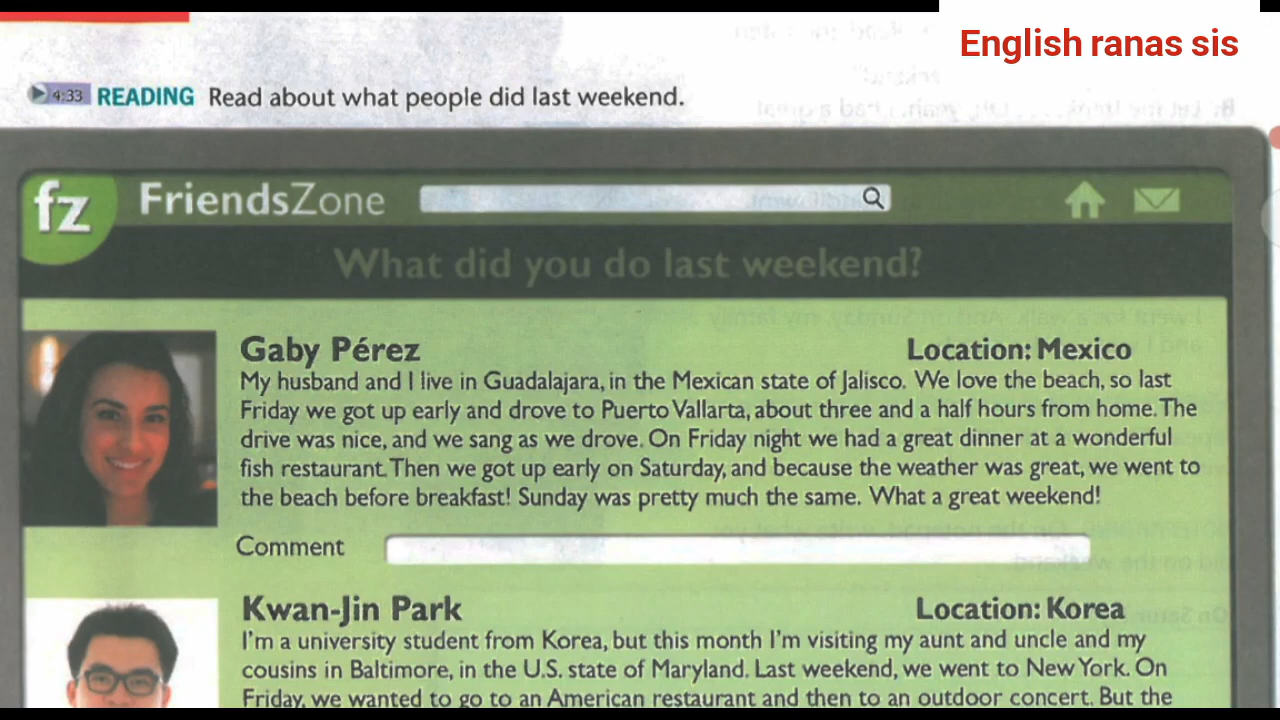 English ranas sis
4:33 READING Read about what people did last weekend.
fz FriendsZone
What did you do last weekend?
Gaby Pérez Location: Mexico
My husband and I live in Guadalajara, in the Mexican state of Jalisco. We love the beach, so last
Friday we got up early and drove to Puerto Vallarta, about three and a half hours from home. The
drive was nice, and we sang as we drove. On Friday night we had a great dinner at a wonderful
fish restaurant. Then we got up early on Saturday, and because the weather was great, we went to
the beach before breakfast! Sunday was pretty much the same. What a great weekend!
Comment
Kwan-Jin Park Location: Korea
I'm a university student from Korea, but this month I'm visiting my aunt and uncle and my
cousins in Baltimore, in the U.S. state of Maryland. Last weekend, we went to New York. On
Friday, we wanted to go to an American restaurant and then to an outdoor concert. But the